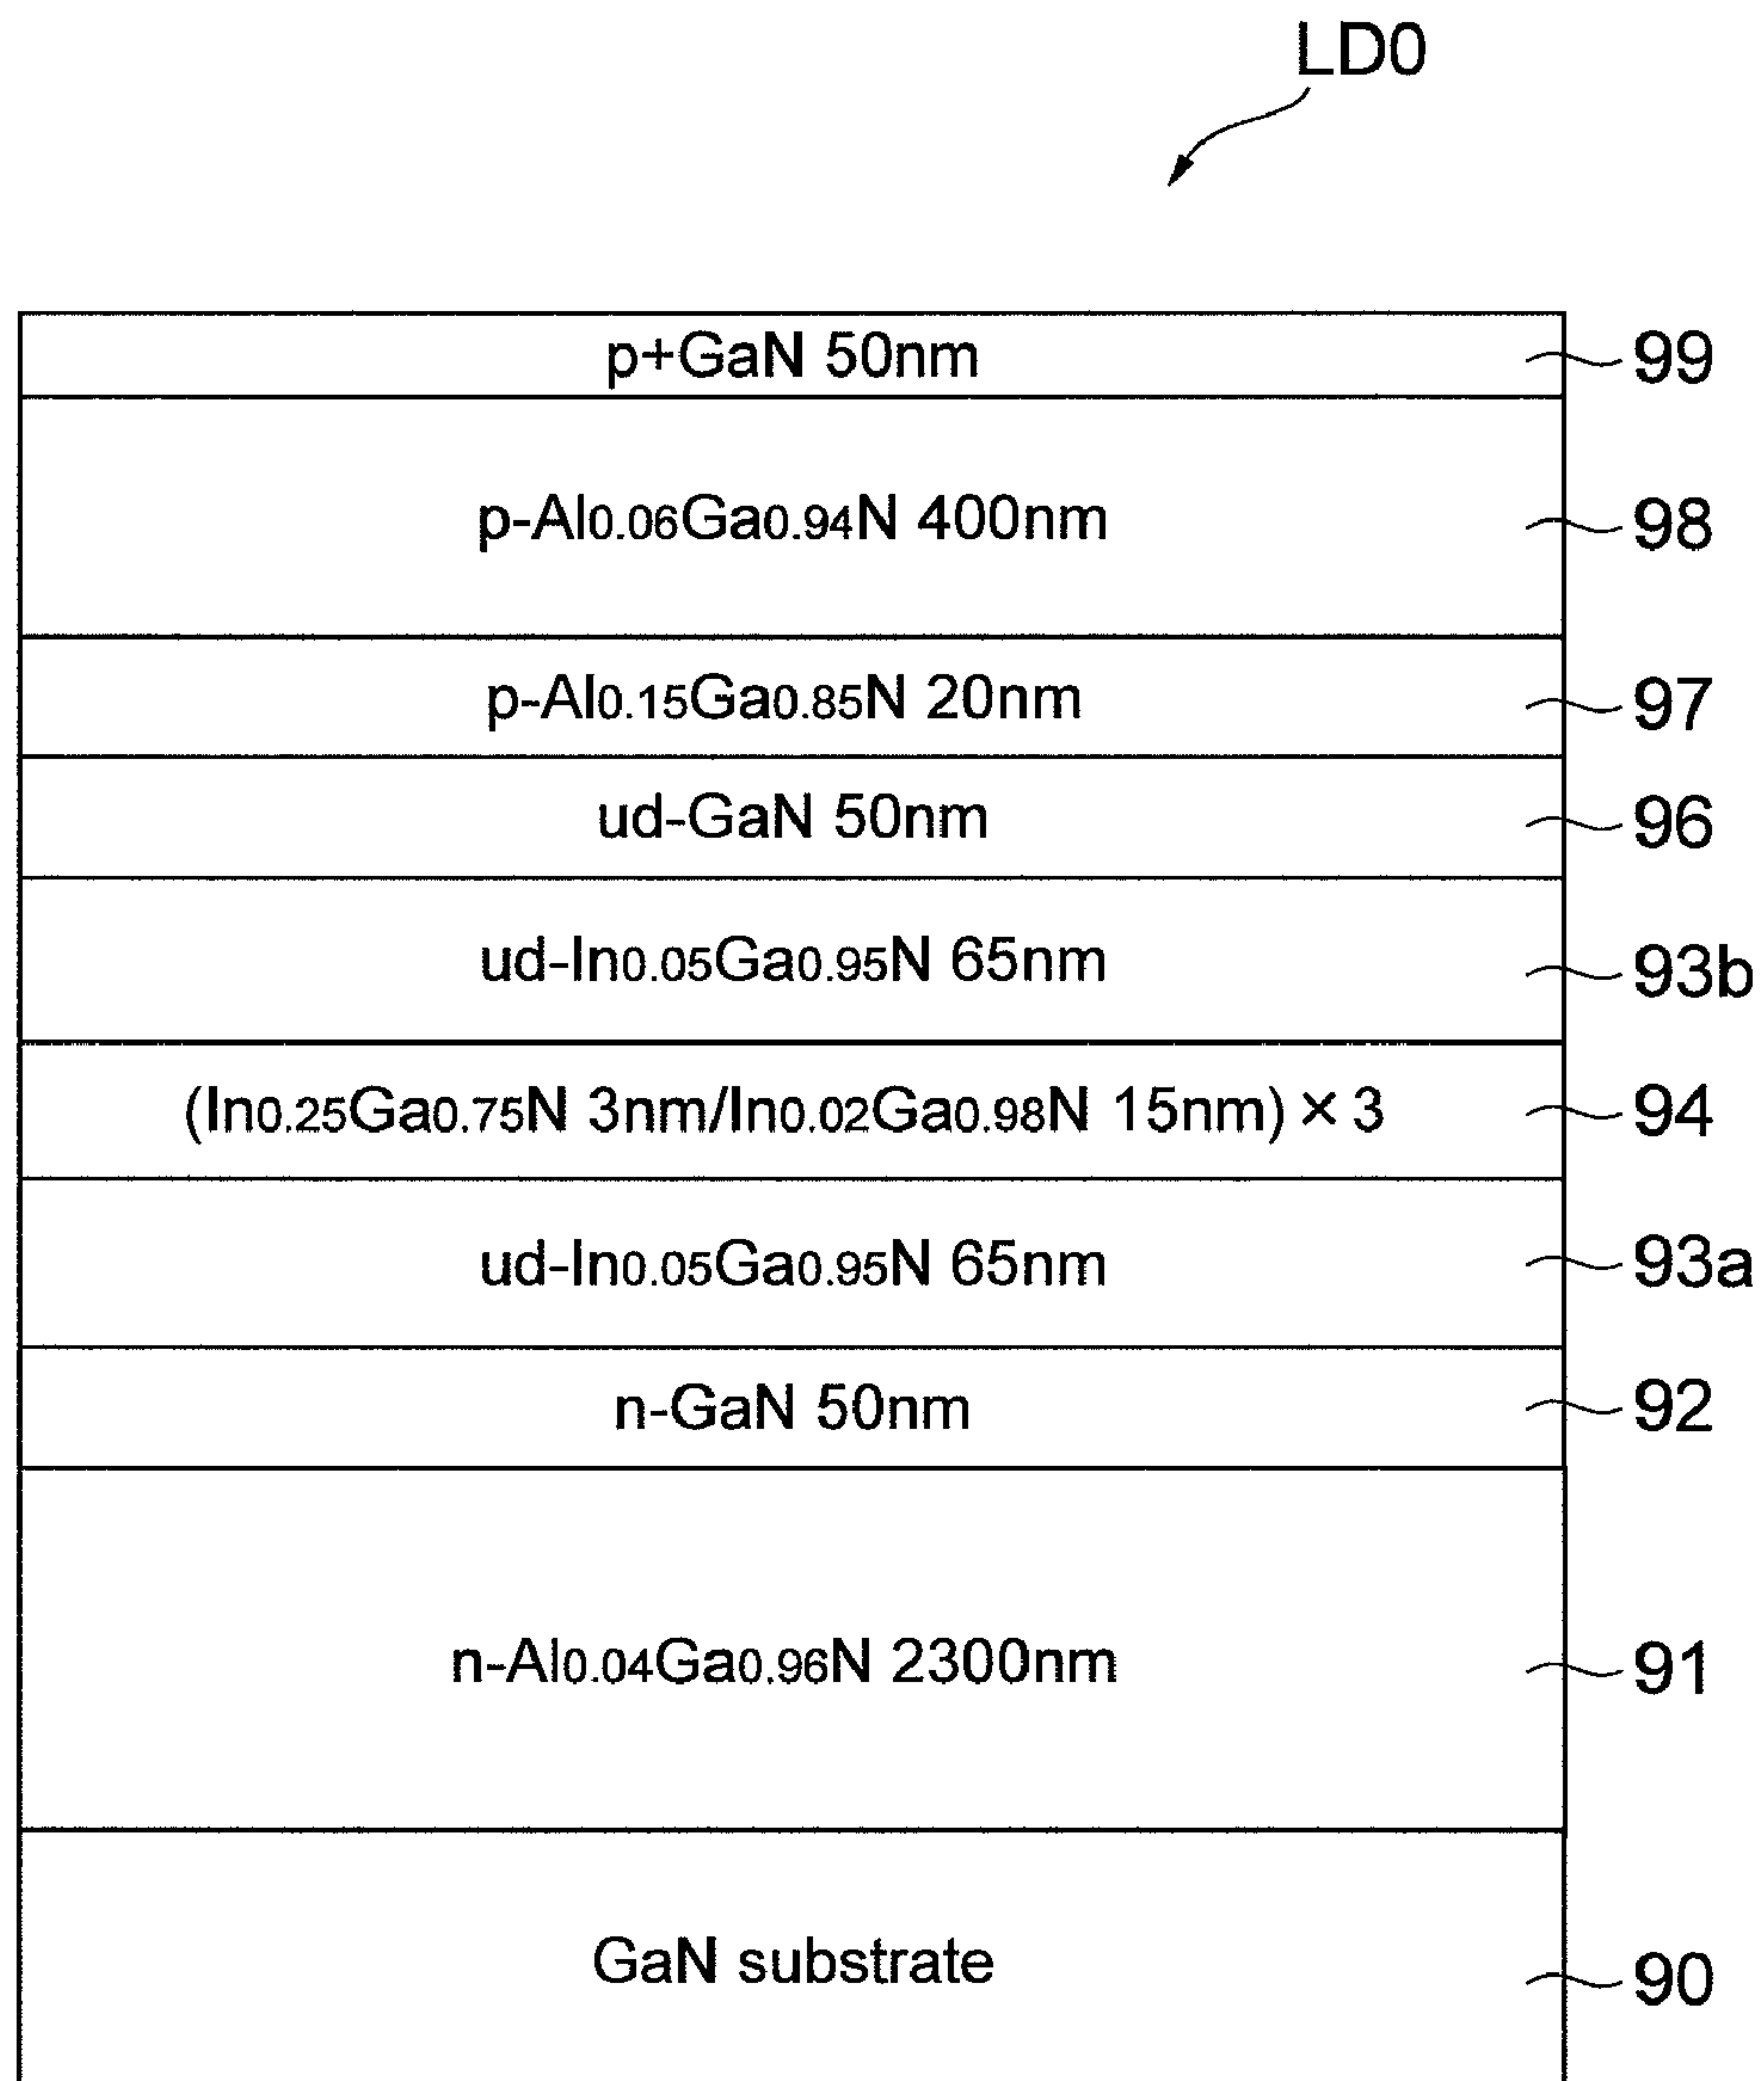 LD0
p+GaN 50nm 99
p-Al0.06Ga0.94N 400nm 98
p-Al0.15Ga0.85N 20nm 97
ud-GaN 50nm 96
ud-In0.05Ga0.95N 65nm 93b
(In0.25Ga0.75N 3nm/In0.02Ga0.98N 15nm) × 3 94
ud-In0.05Ga0.95N 65nm 93a
n-GaN 50nm 92
n-Al0.04Ga0.96N 2300nm 91
GaN substrate 90